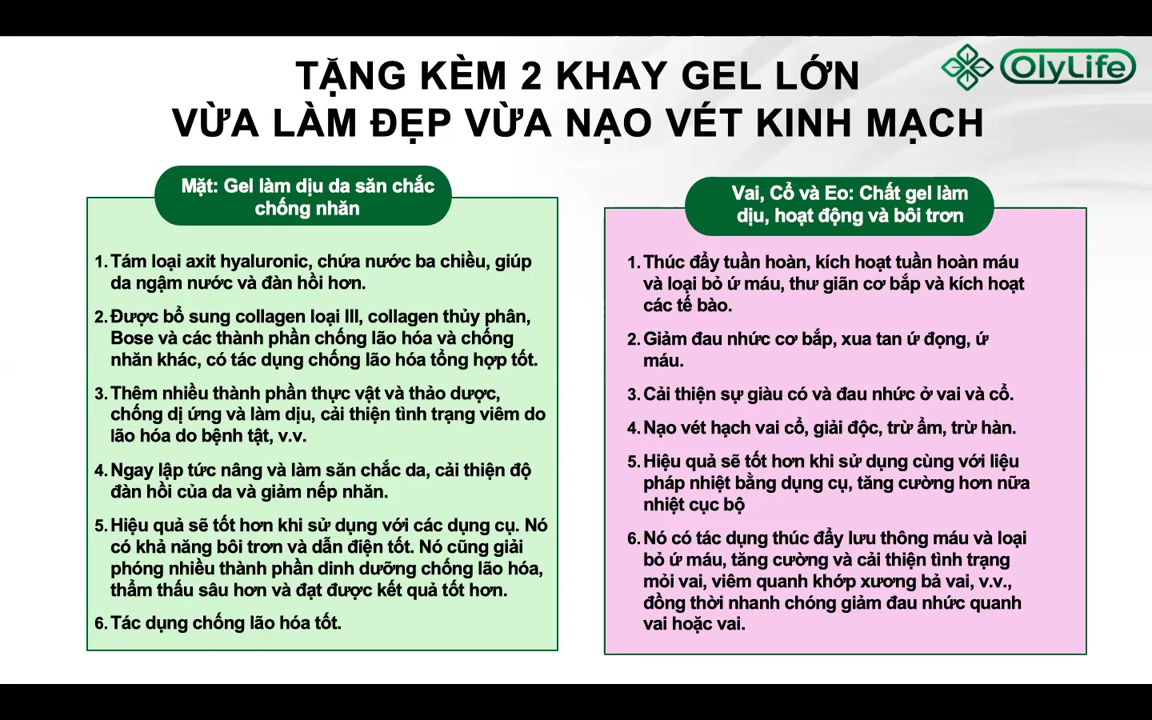 TẶNG KÈM 2 KHAY GEL LỚN
VỪA LÀM ĐẸP VỪA NẠO VÉT KINH MẠCH
OlyLife
Mặt: Gel làm dịu da săn chắc
chống nhăn
1. Tám loại axit hyaluronic, chứa nước ba chiều, giúp
da ngậm nước và đàn hồi hơn.
2. Được bổ sung collagen loại III, collagen thủy phân,
Bose và các thành phần chống lão hóa và chống
nhăn khác, có tác dụng chống lão hóa tổng hợp tốt.
3. Thêm nhiều thành phần thực vật và thảo dược,
chống dị ứng và làm dịu, cải thiện tình trạng viêm do
lão hóa do bệnh tật, v.v.
4. Ngay lập tức nâng và làm săn chắc da, cải thiện độ
đàn hồi của da và giảm nếp nhăn.
5. Hiệu quả sẽ tốt hơn khi sử dụng với các dụng cụ. Nó
có khả năng bôi trơn và dẫn điện tốt. Nó cũng giải
phóng nhiều thành phần dinh dưỡng chống lão hóa,
thẩm thấu sâu hơn và đạt được kết quả tốt hơn.
6. Tác dụng chống lão hóa tốt.
Vai, Cổ và Eo: Chất gel làm
dịu, hoạt động và bôi trơn
1. Thúc đẩy tuần hoàn, kích hoạt tuần hoàn máu
và loại bỏ ứ máu, thư giãn cơ bắp và kích hoạt
các tế bào.
2. Giảm đau nhức cơ bắp, xua tan ứ đọng, ứ
máu.
3. Cải thiện sự giàu có và đau nhức ở vai và cổ.
4. Nạo vét hạch vai cổ, giải độc, trừ ẩm, trừ hàn.
5. Hiệu quả sẽ tốt hơn khi sử dụng cùng với liệu
pháp nhiệt bằng dụng cụ, tăng cường hơn nữa
nhiệt cục bộ
6. Nó có tác dụng thúc đẩy lưu thông máu và loại
bỏ ứ máu, tăng cường và cải thiện tình trạng
mỏi vai, viêm quanh khớp xương bả vai, v.v.,
đồng thời nhanh chóng giảm đau nhức quanh
vai hoặc vai.